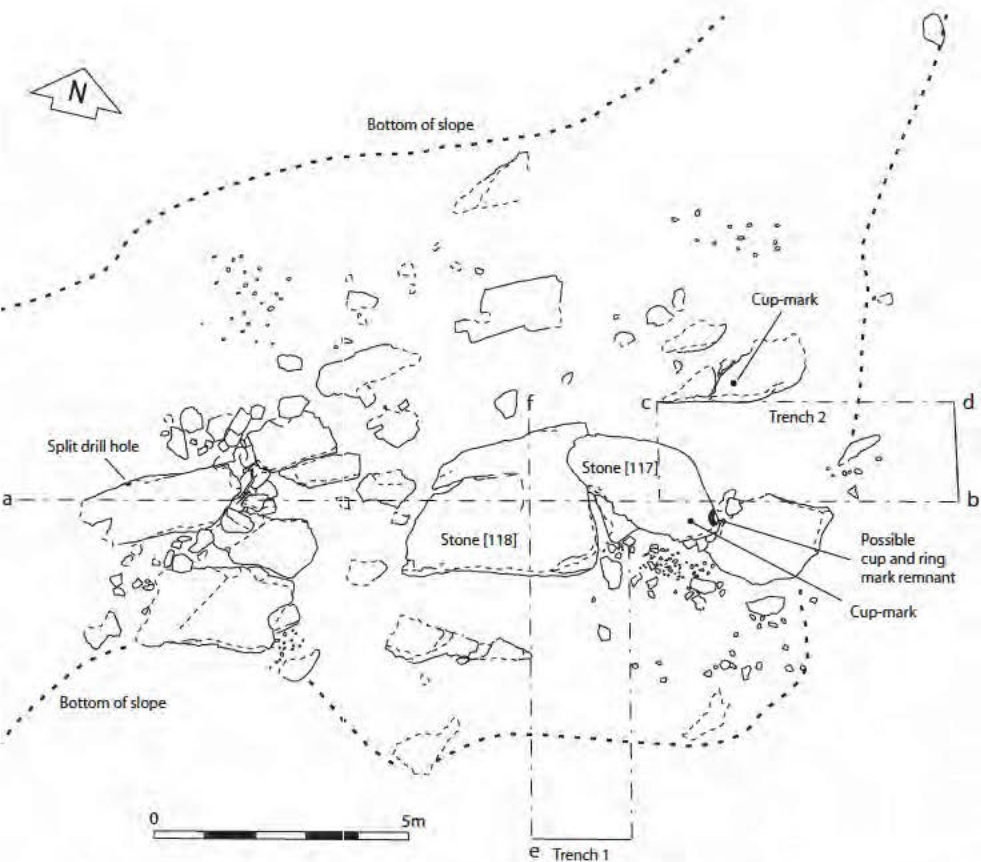 N
Bottom of slope
Cup-mark
f
c
d
Trench 2
Split drill hole
Stone [117]
a
b
Stone [118]
Possible
cup and ring
mark remnant
Cup-mark
Bottom of slope
0
5m
e
Trench 1